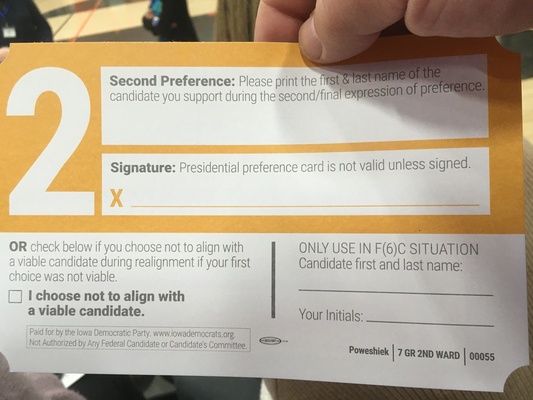 2
Second Preference: Please print the first & last name of the
candidate you support during the second/final expression of preference.
Signature: Presidential preference card is not valid unless signed.
X
OR check below if you choose not to align with
a viable candidate during realignment if your first
choice was not viable.
I choose not to align with
a viable candidate.
Paid for by the Iowa Democratic Party. www.iowademocrats.org.
Not Authorized by Any Federal Candidate or Candidate's Committee.
ONLY USE IN F(6)C SITUATION
Candidate first and last name:
Your Initials:
Poweshiek | 7 GR 2ND WARD | 00055